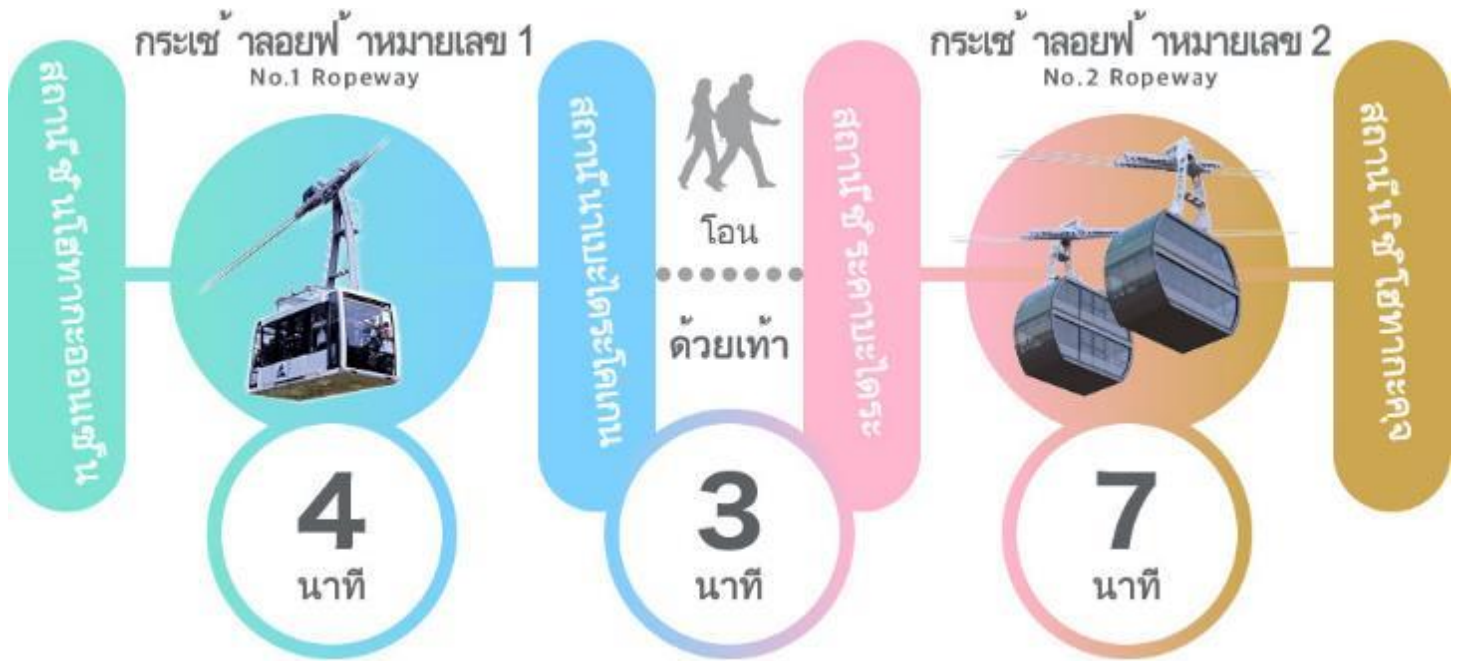 กระเช้าลอยฟ้าหมายเลข 1
No.1 Ropeway
กระเช้าลอยฟ้าหมายเลข 2
No.2 Ropeway
สถานีชินโฮทากะออนเซ็น
สถานีนาเบะไดระโคเกน
โอน
ด้วยเท้า
สถานีชิระคาบะไดระ
สถานีนิชิโฮทากะคุจิ
4
นาที
3
นาที
7
นาที